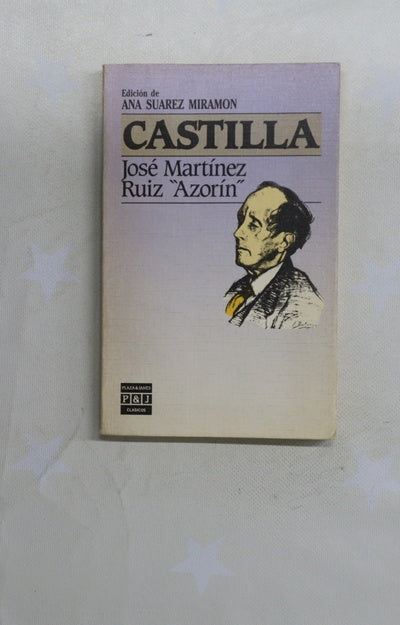 Edición de
ANA SUAREZ MIRAMON
CASTILLA
José Martínez
Ruiz "Azorín"
PLAZA & JANES
P & J
CLASICOS